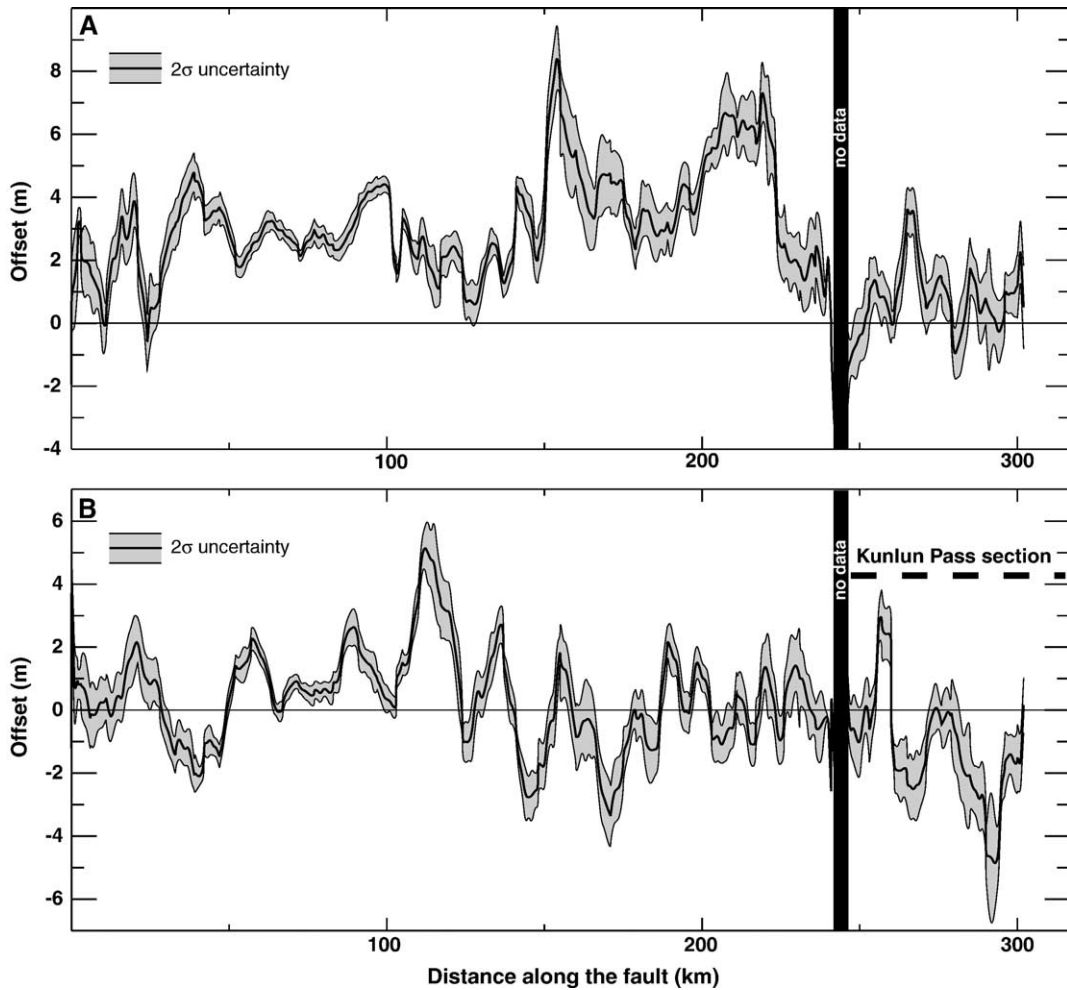 A
2σ uncertainty
8
6
4
2
0
-2
-4
Offset (m)
no data
100
200
300
B
2σ uncertainty
Kunlun Pass section
6
4
2
0
-2
-4
-6
Offset (m)
no data
100
200
300
Distance along the fault (km)